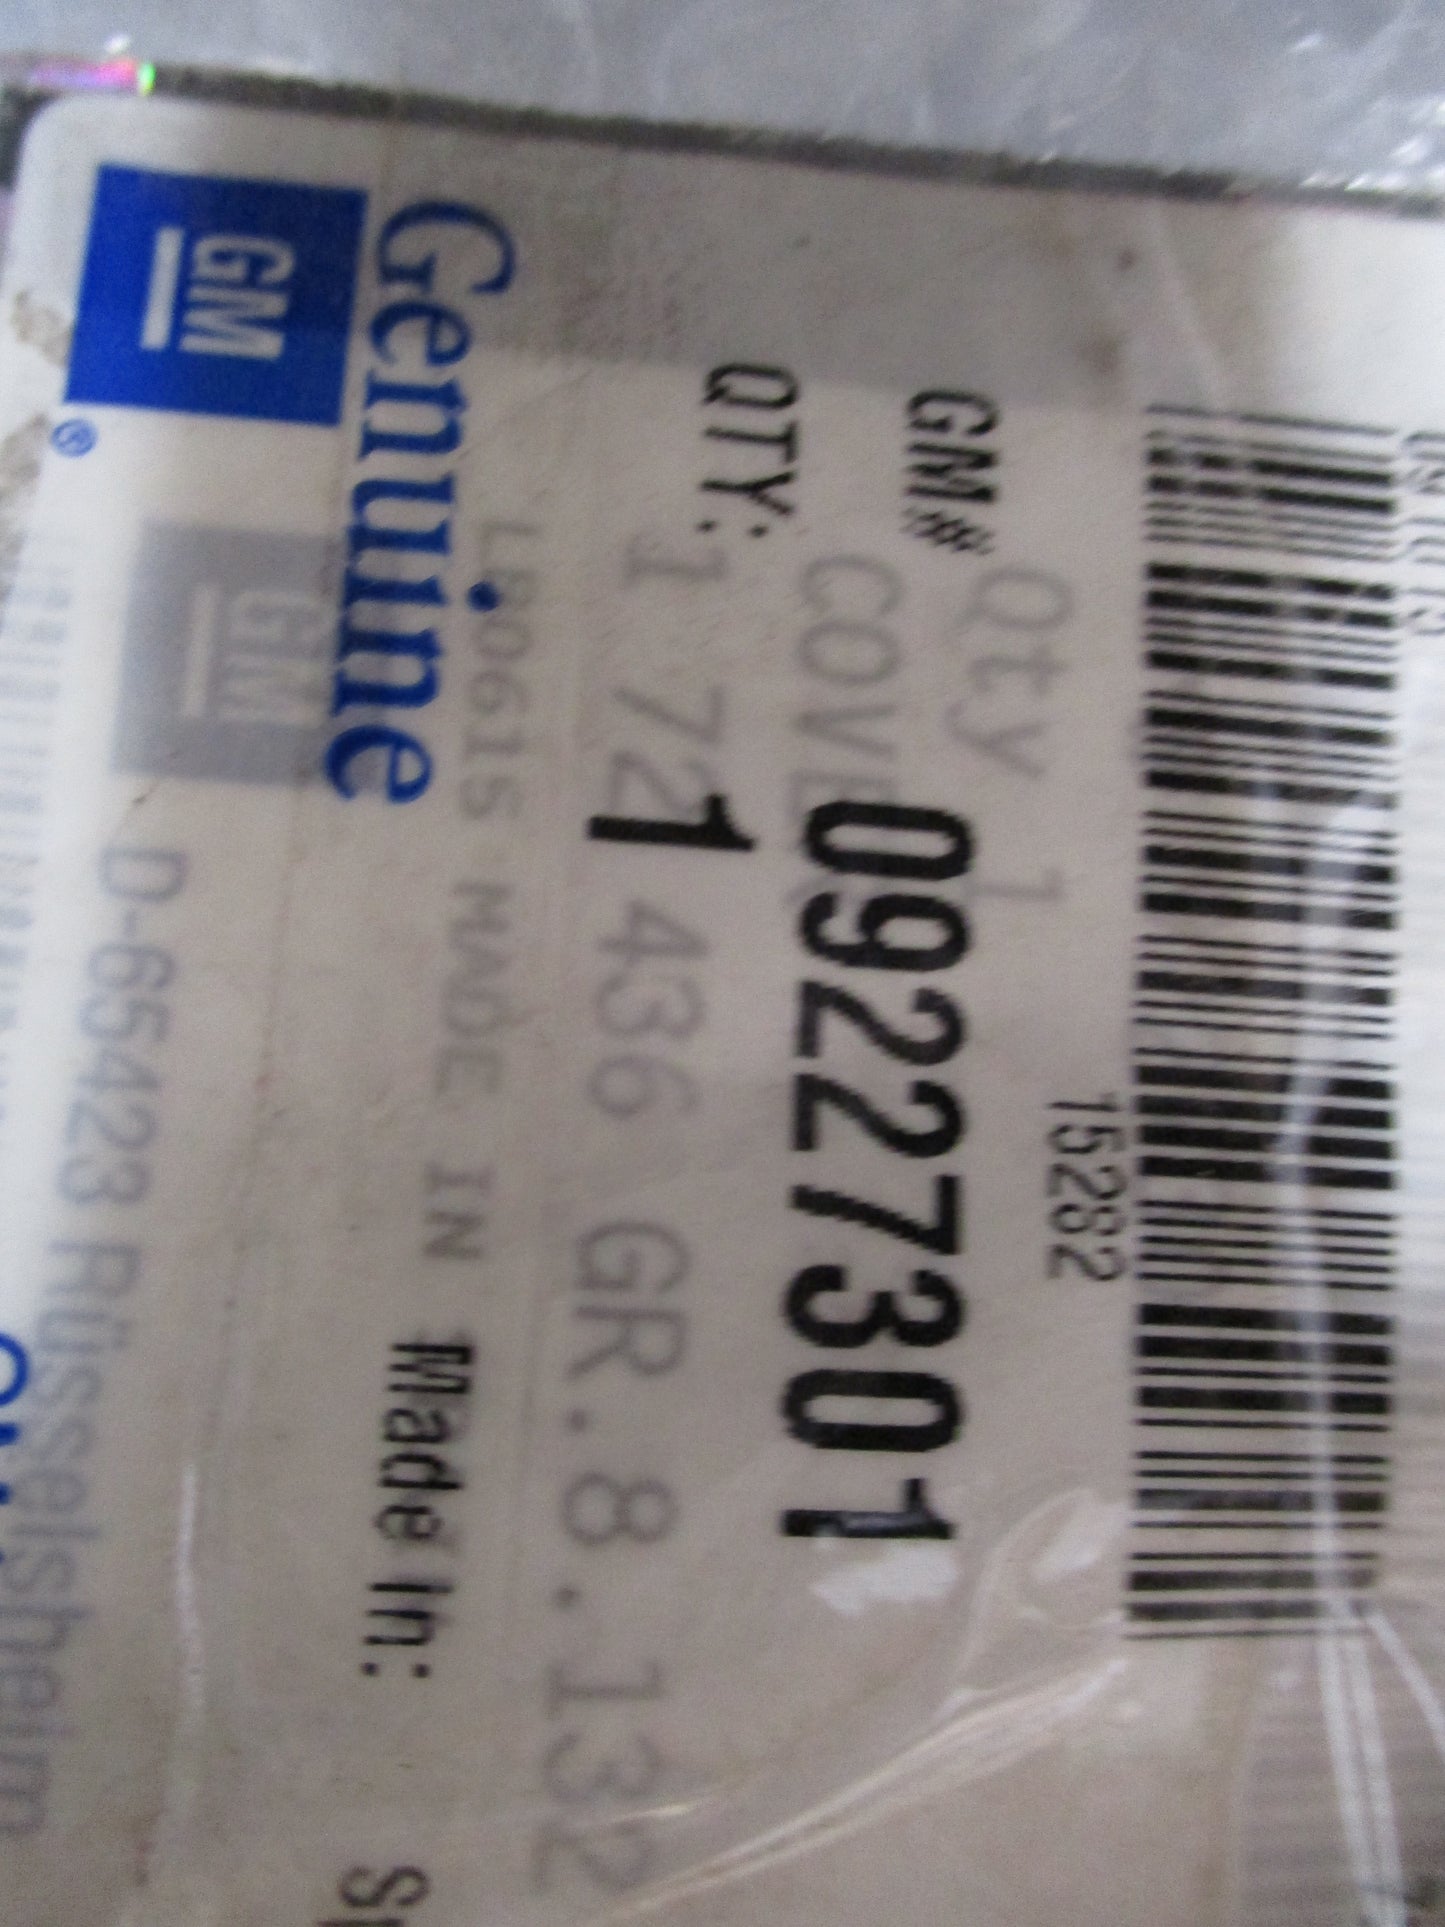 15282
GM# 09227301
Qty 1
COVE
QTY: 1
1 72 436 GR.8.132
LB0615 MADE IN
Made In:
GM
Genuine
GM
®
D-65423 Rüsselsheim